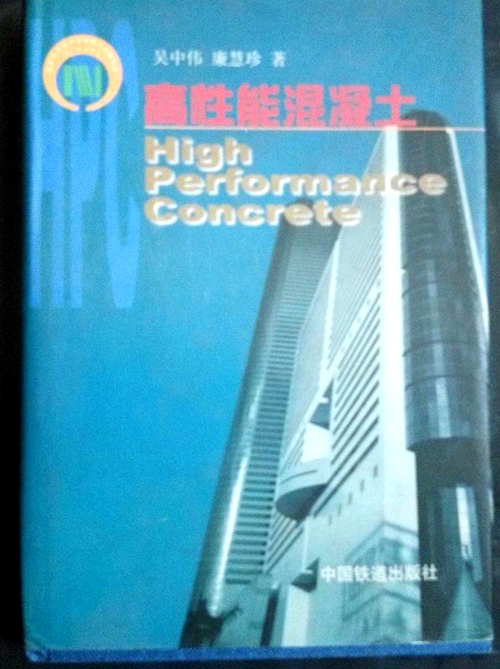 HPC
吴中伟 廉慧珍 著
高性能混凝土
High
Performance
Concrete
中国铁道出版社